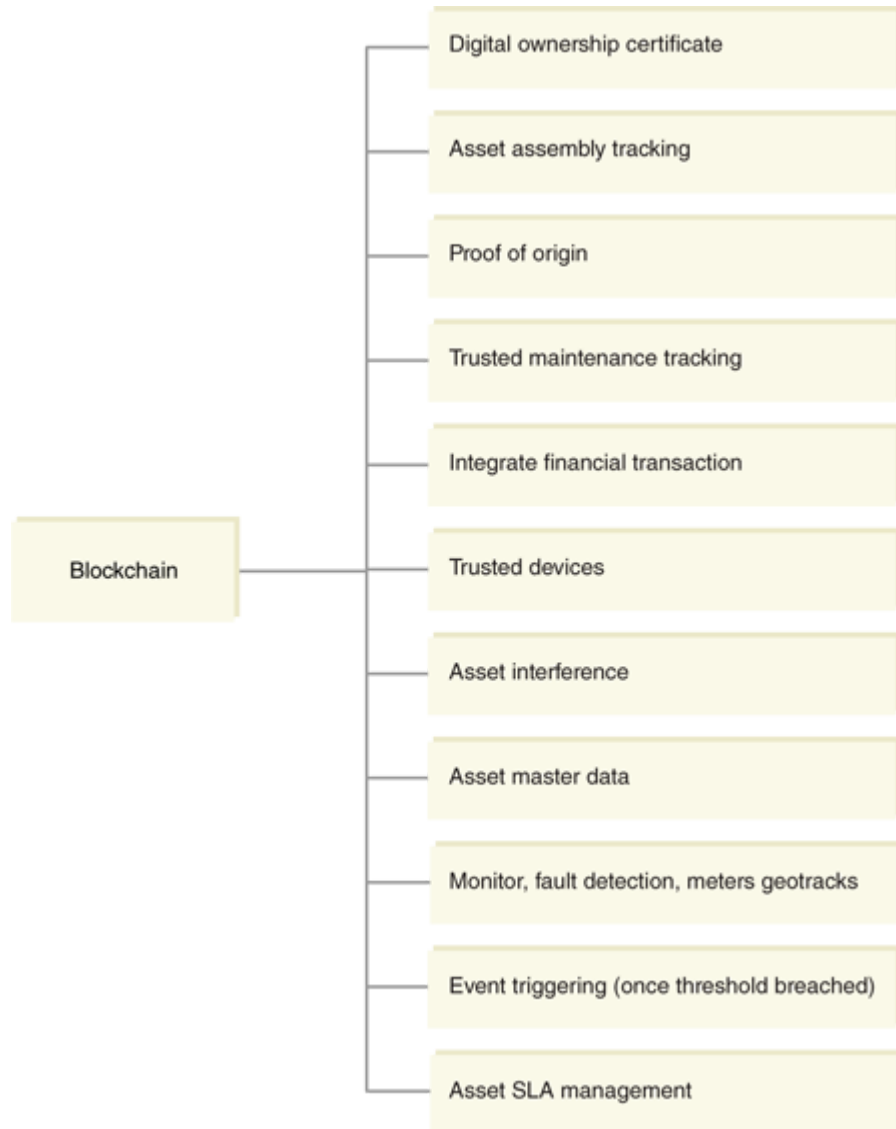 Digital ownership certificate
Asset assembly tracking
Proof of origin
Trusted maintenance tracking
Integrate financial transaction
Blockchain
Trusted devices
Asset interference
Asset master data
Monitor, fault detection, meters geotracks
Event triggering (once threshold breached)
Asset SLA management